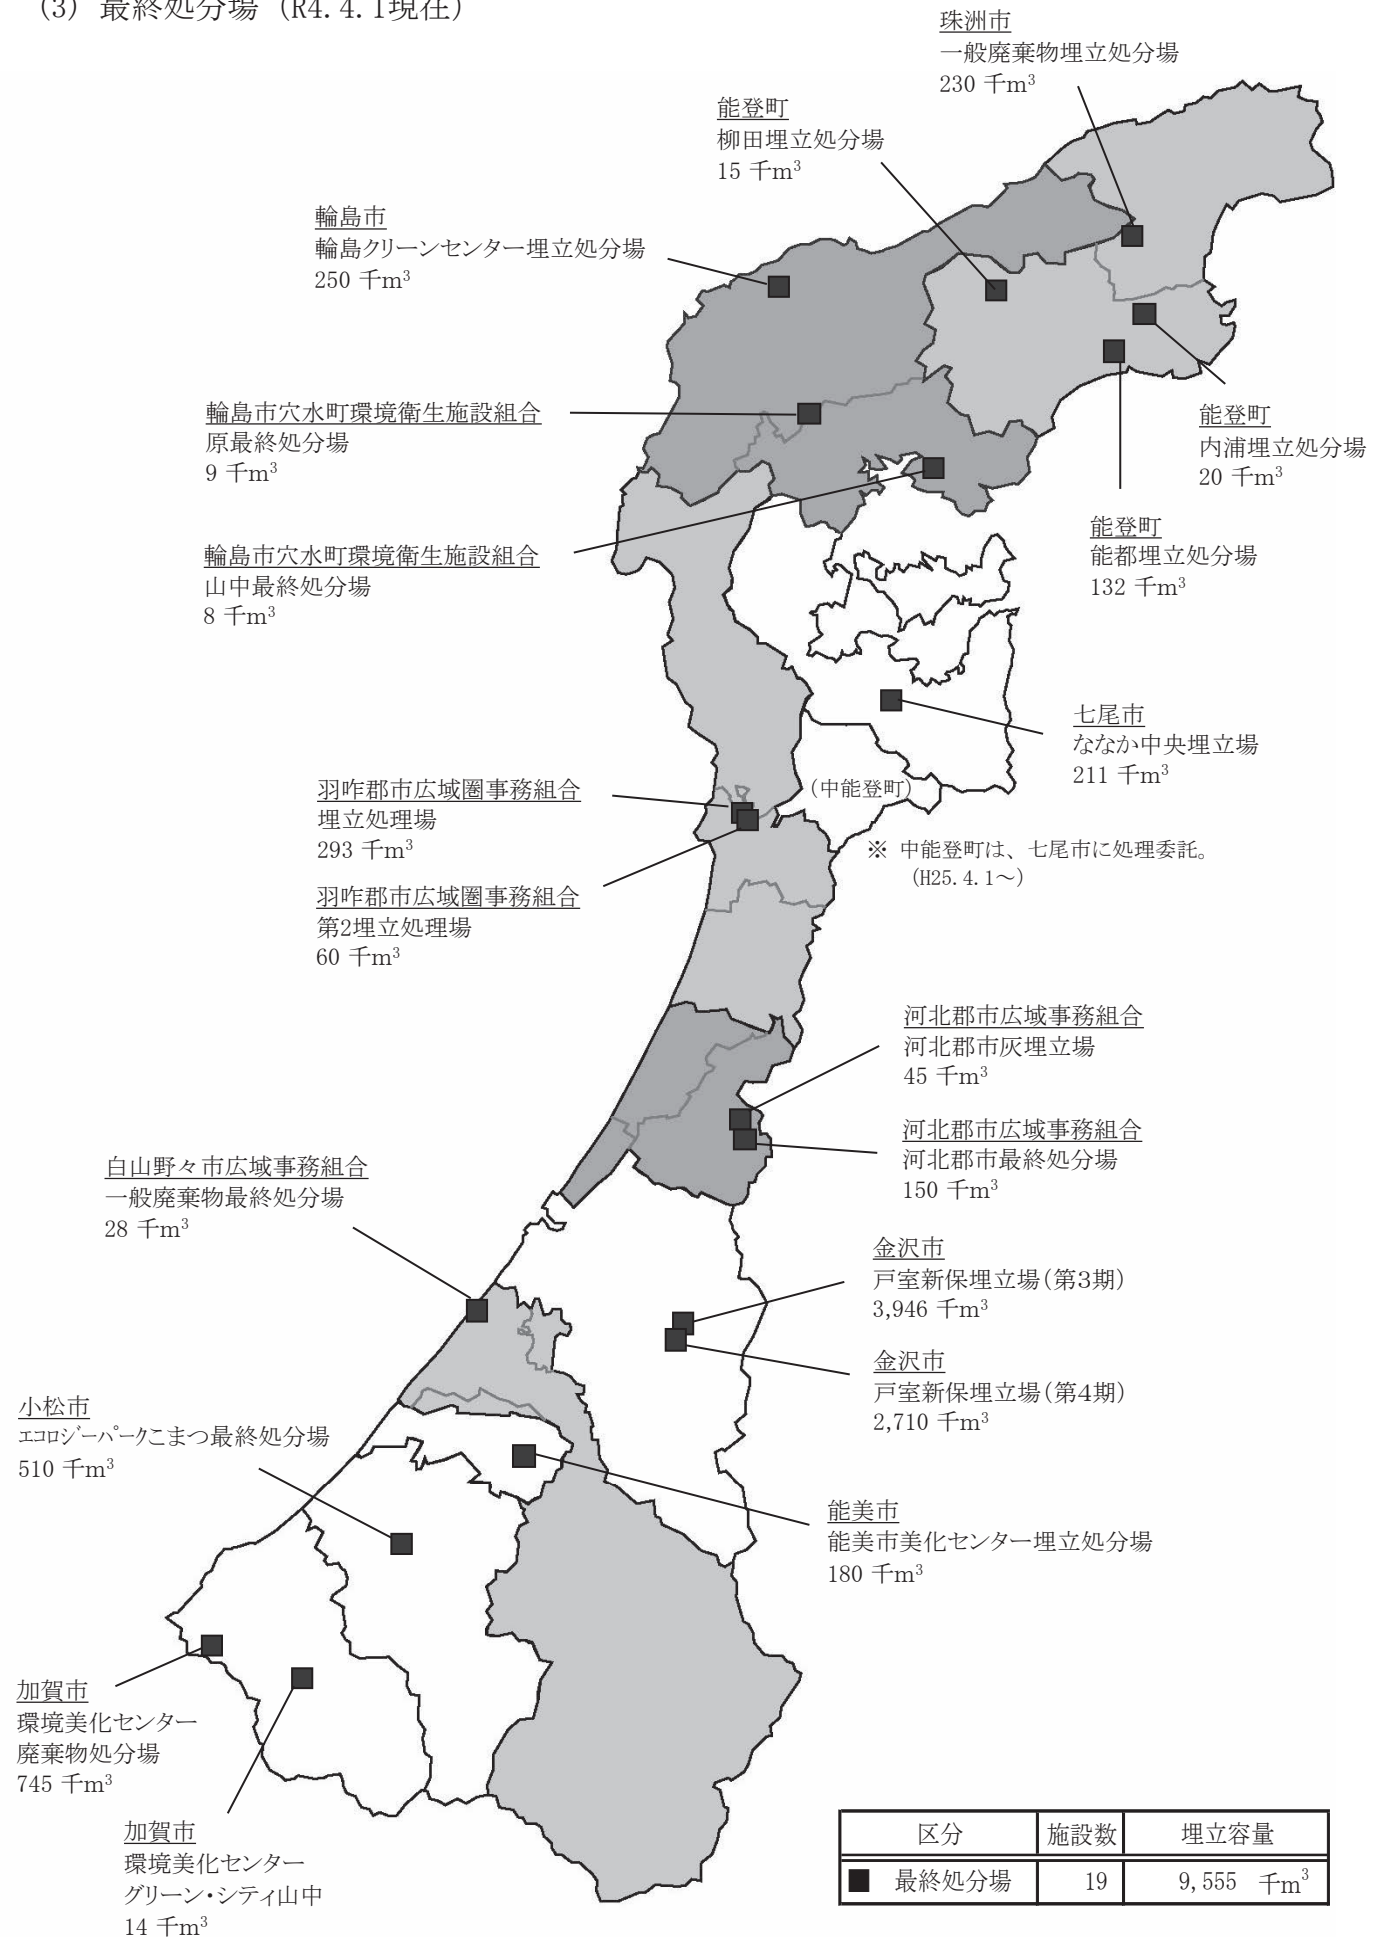 (3) 最終処分場 (R4.4.1現在)
珠洲市
一般廃棄物埋立処分場
230 千m³
能登町
柳田埋立処分場
15 千m³
輪島市
輪島クリーンセンター埋立処分場
250 千m³
輪島市穴水町環境衛生施設組合
原最終処分場
9 千m³
能登町
内浦埋立処分場
20 千m³
能登町
能都埋立処分場
132 千m³
輪島市穴水町環境衛生施設組合
山中最終処分場
8 千m³
七尾市
ななか中央埋立場
211 千m³
羽咋郡市広域圏事務組合
埋立処理場
293 千m³
(中能登町)
※ 中能登町は、七尾市に処理委託。
(H25.4.1～)
羽咋郡市広域圏事務組合
第2埋立処理場
60 千m³
河北郡市広域事務組合
河北郡市灰埋立場
45 千m³
河北郡市広域事務組合
河北郡市最終処分場
150 千m³
白山野々市広域事務組合
一般廃棄物最終処分場
28 千m³
金沢市
戸室新保埋立場(第3期)
3,946 千m³
金沢市
戸室新保埋立場(第4期)
2,710 千m³
小松市
エコロジーパークこまつ最終処分場
510 千m³
能美市
能美市美化センター埋立処分場
180 千m³
加賀市
環境美化センター
廃棄物処分場
745 千m³
加賀市
環境美化センター
グリーン・シティ山中
14 千m³
区分 施設数 埋立容量
■ 最終処分場 19 9,555 千m³